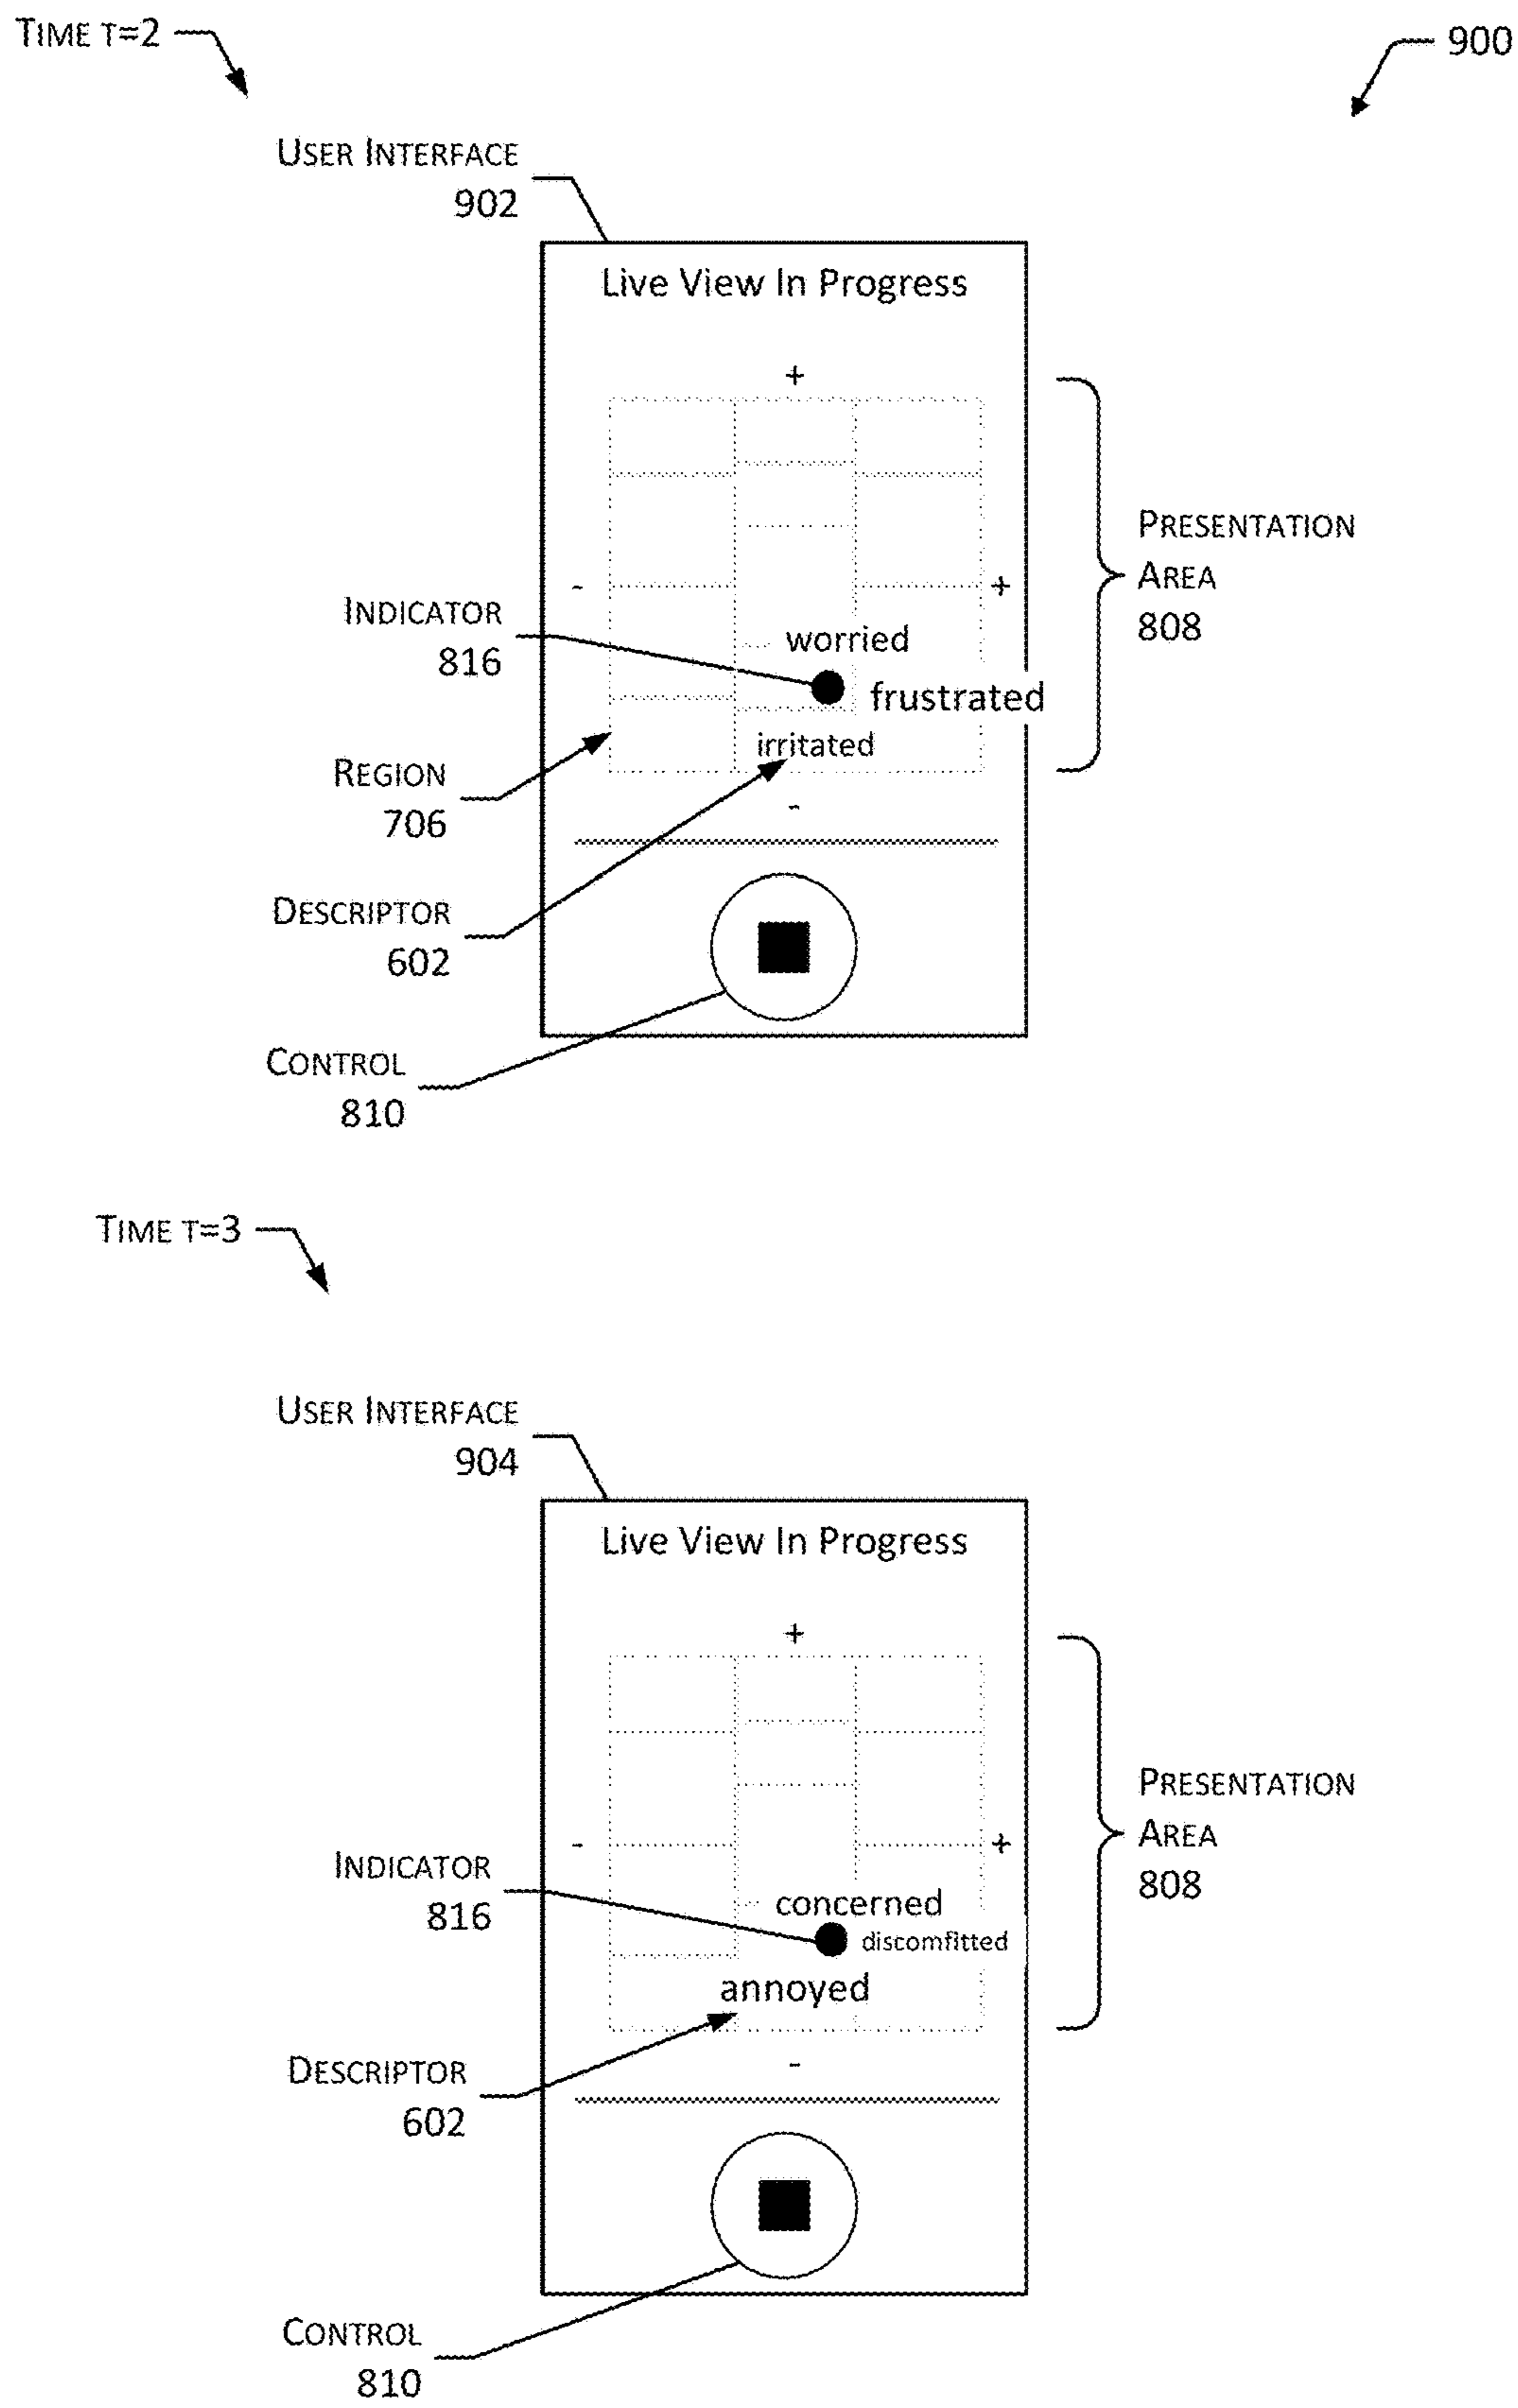 TIME T=2
900
USER INTERFACE
902
Live View In Progress
+
-
+
PRESENTATION
AREA
808
INDICATOR
816
worried
frustrated
irritated
REGION
706
-
DESCRIPTOR
602
CONTROL
810
TIME T=3
USER INTERFACE
904
Live View In Progress
+
-
+
PRESENTATION
AREA
808
INDICATOR
816
concerned
discomfitted
annoyed
-
DESCRIPTOR
602
CONTROL
810